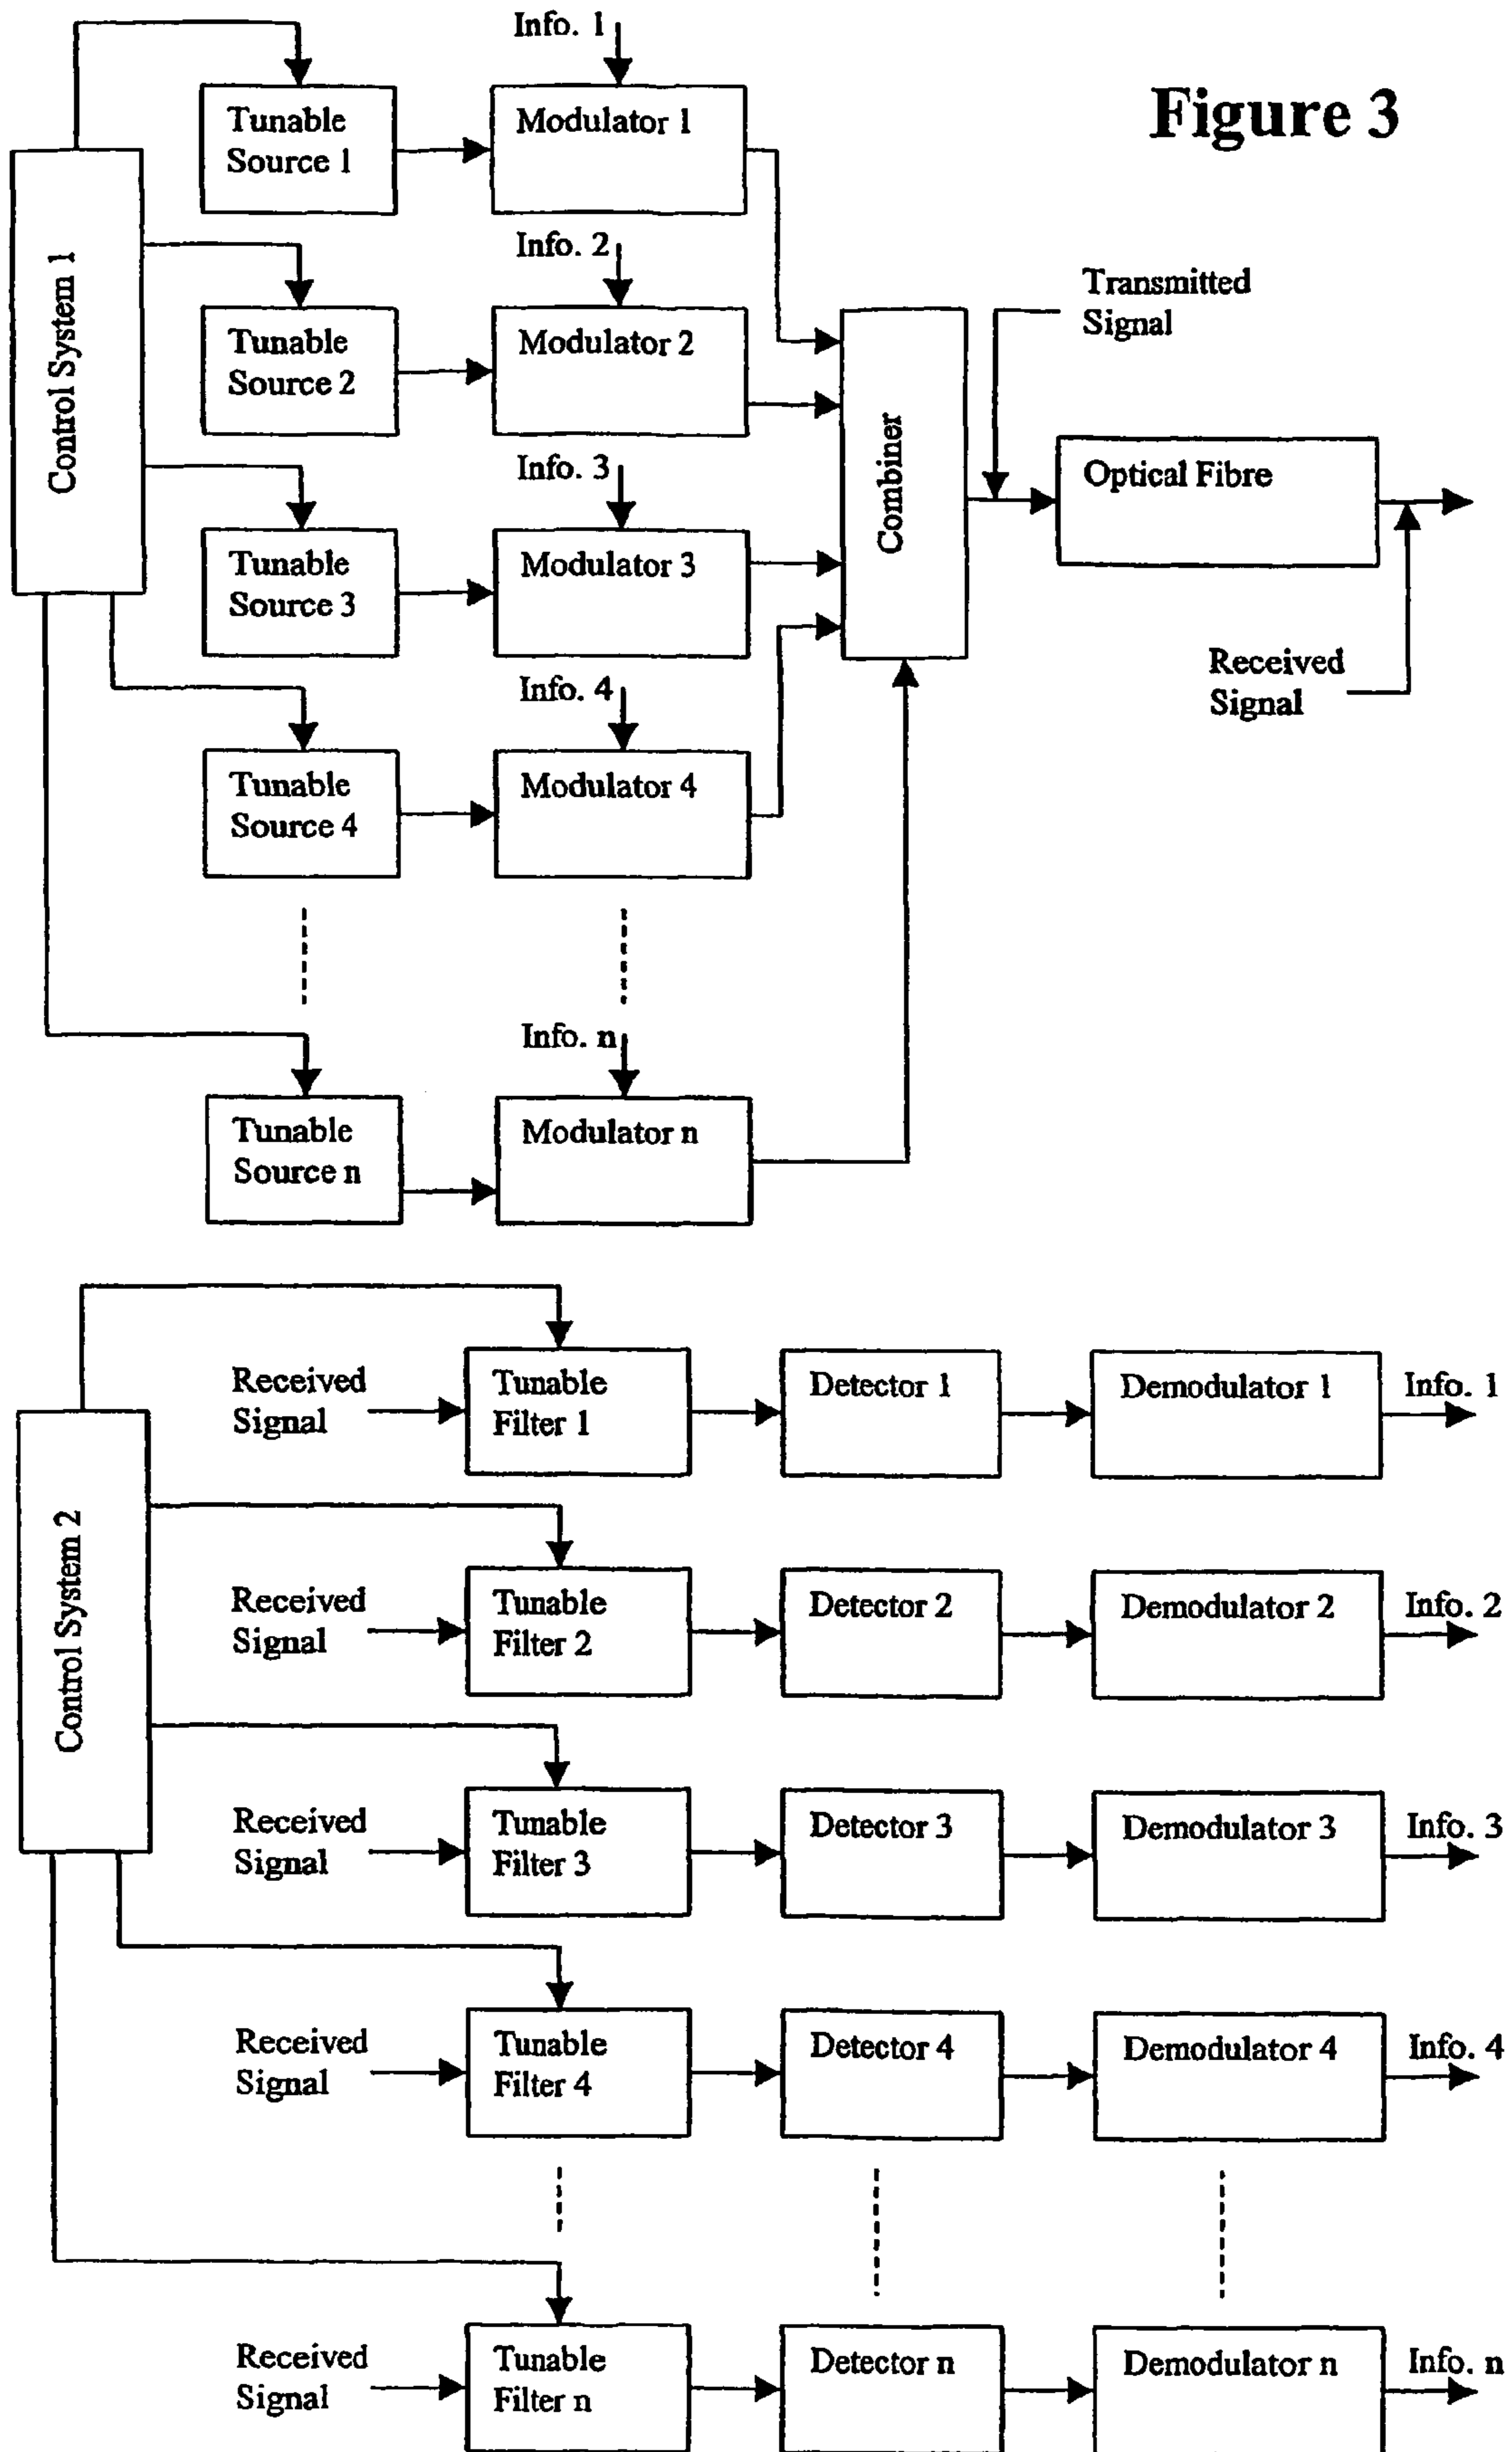 Figure 3
Control System 1
Info. 1
Tunable
Source 1
Modulator 1
Info. 2
Tunable
Source 2
Modulator 2
Info. 3
Tunable
Source 3
Modulator 3
Info. 4
Tunable
Source 4
Modulator 4
Info. n
Tunable
Source n
Modulator n
Combiner
Transmitted
Signal
Optical Fibre
Received
Signal
Control System 2
Received
Signal
Tunable
Filter 1
Detector 1
Demodulator 1
Info. 1
Received
Signal
Tunable
Filter 2
Detector 2
Demodulator 2
Info. 2
Received
Signal
Tunable
Filter 3
Detector 3
Demodulator 3
Info. 3
Received
Signal
Tunable
Filter 4
Detector 4
Demodulator 4
Info. 4
Received
Signal
Tunable
Filter n
Detector n
Demodulator n
Info. n